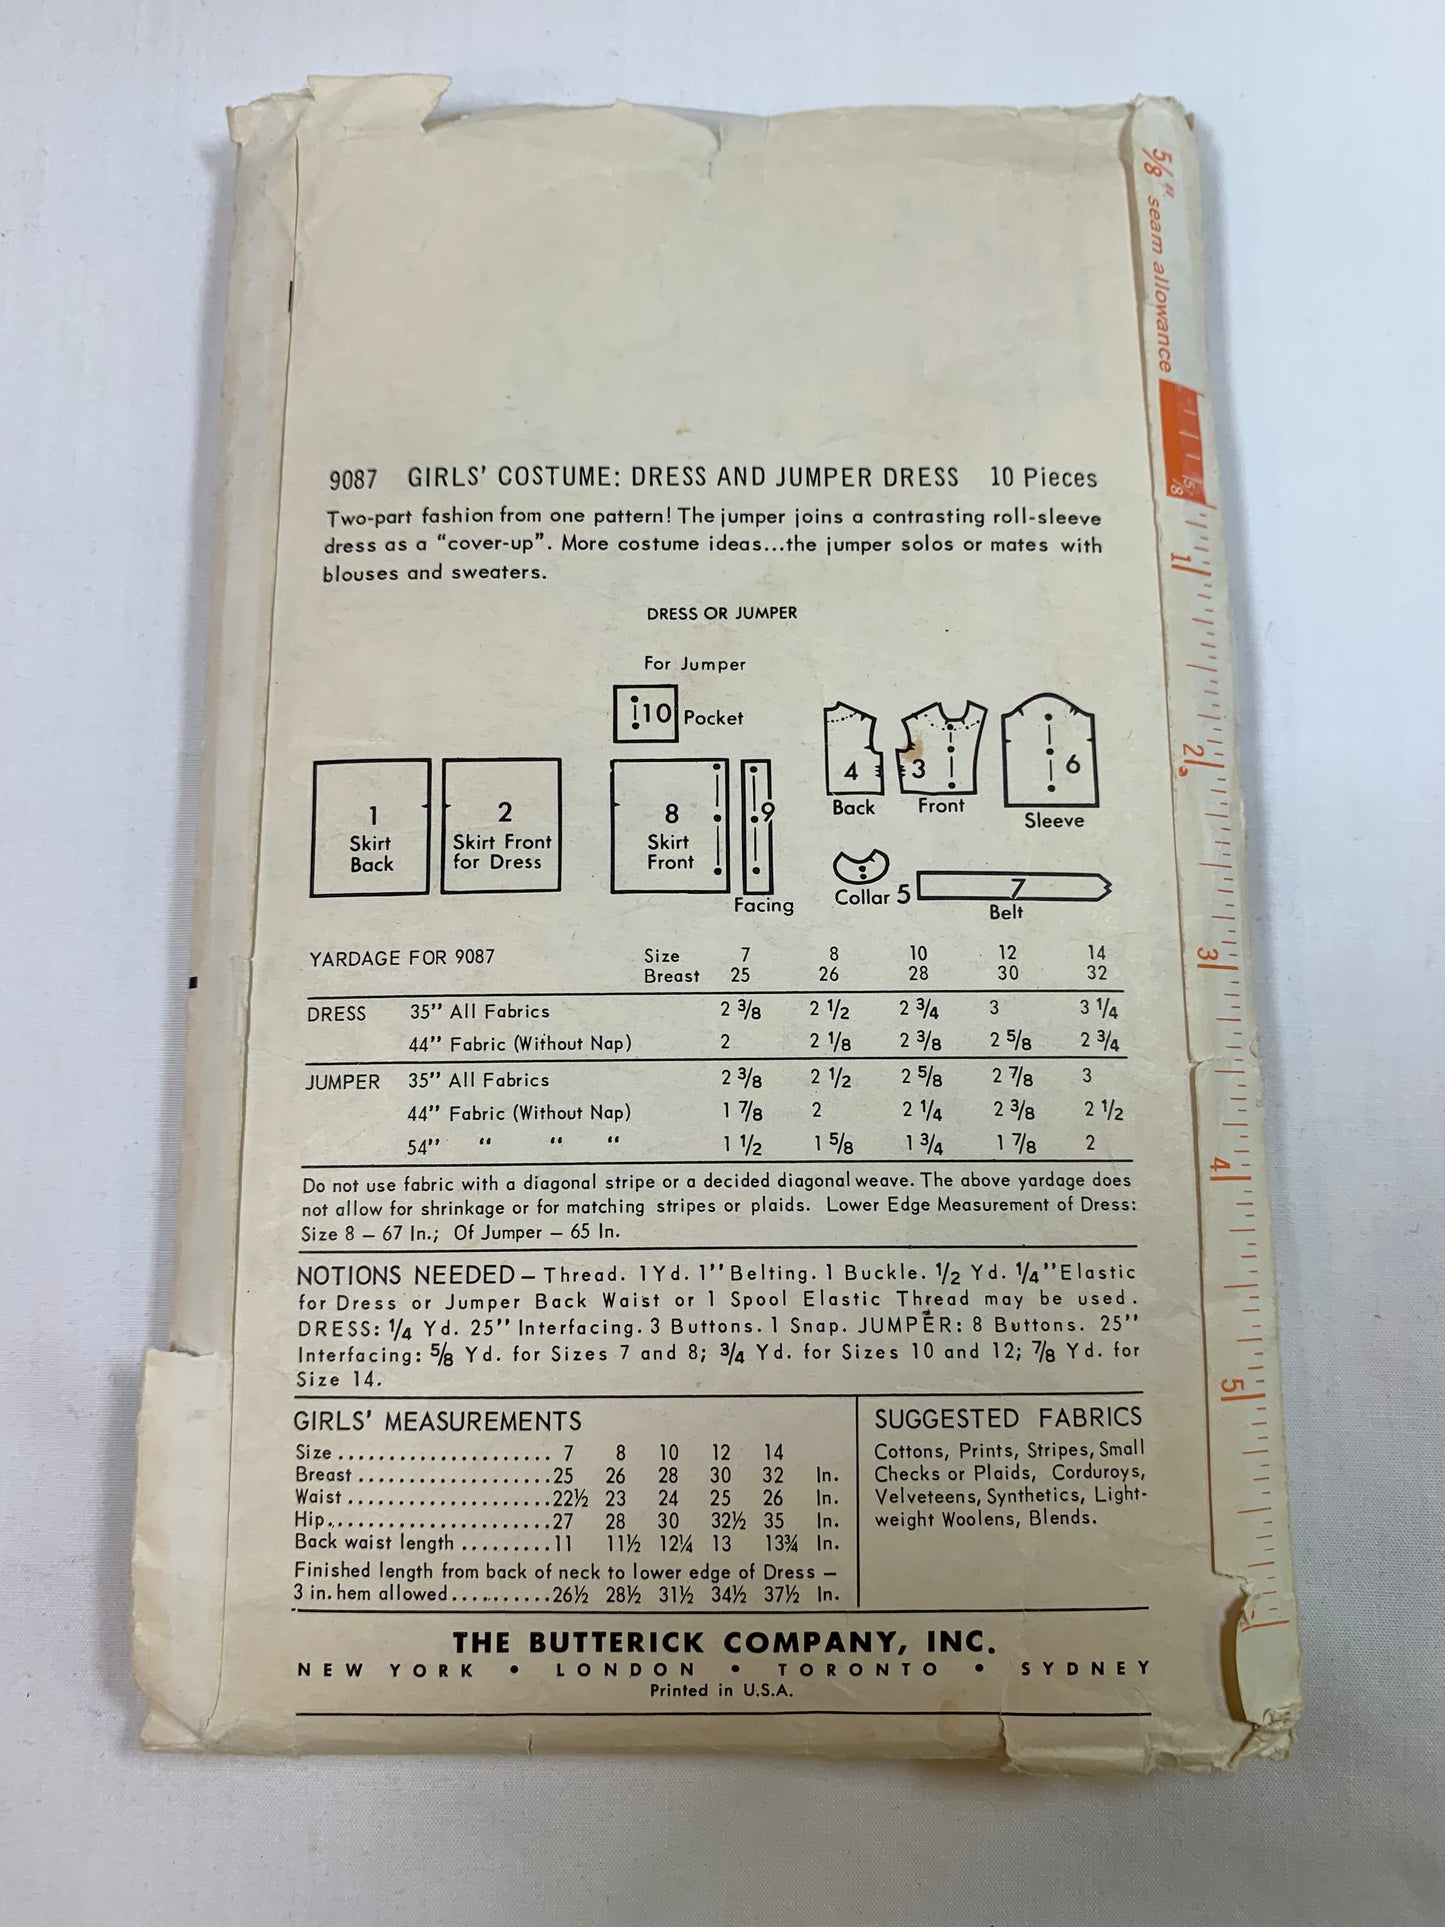 5/8" seam allowance
5/8
1
2
3
4
5
9087 GIRLS' COSTUME: DRESS AND JUMPER DRESS 10 Pieces
Two-part fashion from one pattern! The jumper joins a contrasting roll-sleeve
dress as a "cover-up". More costume ideas...the jumper solos or mates with
blouses and sweaters.
DRESS OR JUMPER
For Jumper
10 Pocket
1
Skirt
Back
2
Skirt Front
for Dress
8
Skirt
Front
9
Facing
4
Back
3
Front
6
Sleeve
Collar 5
7
Belt
YARDAGE FOR 9087 Size 7 8 10 12 14
Breast 25 26 28 30 32
DRESS 35" All Fabrics 2 3/8 2 1/2 2 3/4 3 3 1/4
44" Fabric (Without Nap) 2 2 1/8 2 3/8 2 5/8 2 3/4
JUMPER 35" All Fabrics 2 3/8 2 1/2 2 5/8 2 7/8 3
44" Fabric (Without Nap) 1 7/8 2 2 1/4 2 3/8 2 1/2
54" " " " 1 1/2 1 5/8 1 3/4 1 7/8 2
Do not use fabric with a diagonal stripe or a decided diagonal weave. The above yardage does
not allow for shrinkage or for matching stripes or plaids. Lower Edge Measurement of Dress:
Size 8 – 67 In.; Of Jumper – 65 In.
NOTIONS NEEDED – Thread. 1 Yd. 1" Belting. 1 Buckle. 1/2 Yd. 1/4" Elastic
for Dress or Jumper Back Waist or 1 Spool Elastic Thread may be used.
DRESS: 1/4 Yd. 25" Interfacing. 3 Buttons. 1 Snap. JUMPER: 8 Buttons. 25"
Interfacing: 5/8 Yd. for Sizes 7 and 8; 3/4 Yd. for Sizes 10 and 12; 7/8 Yd. for
Size 14.
GIRLS' MEASUREMENTS
Size ..................... 7 8 10 12 14
Breast ...................25 26 28 30 32 In.
Waist ....................22½ 23 24 25 26 In.
Hip......................27 28 30 32½ 35 In.
Back waist length .........11 11½ 12¼ 13 13¾ In.
Finished length from back of neck to lower edge of Dress –
3 in. hem allowed..........26½ 28½ 31½ 34½ 37½ In.
SUGGESTED FABRICS
Cottons, Prints, Stripes, Small
Checks or Plaids, Corduroys,
Velveteens, Synthetics, Light-
weight Woolens, Blends.
THE BUTTERICK COMPANY, INC.
NEW YORK • LONDON • TORONTO • SYDNEY
Printed in U.S.A.